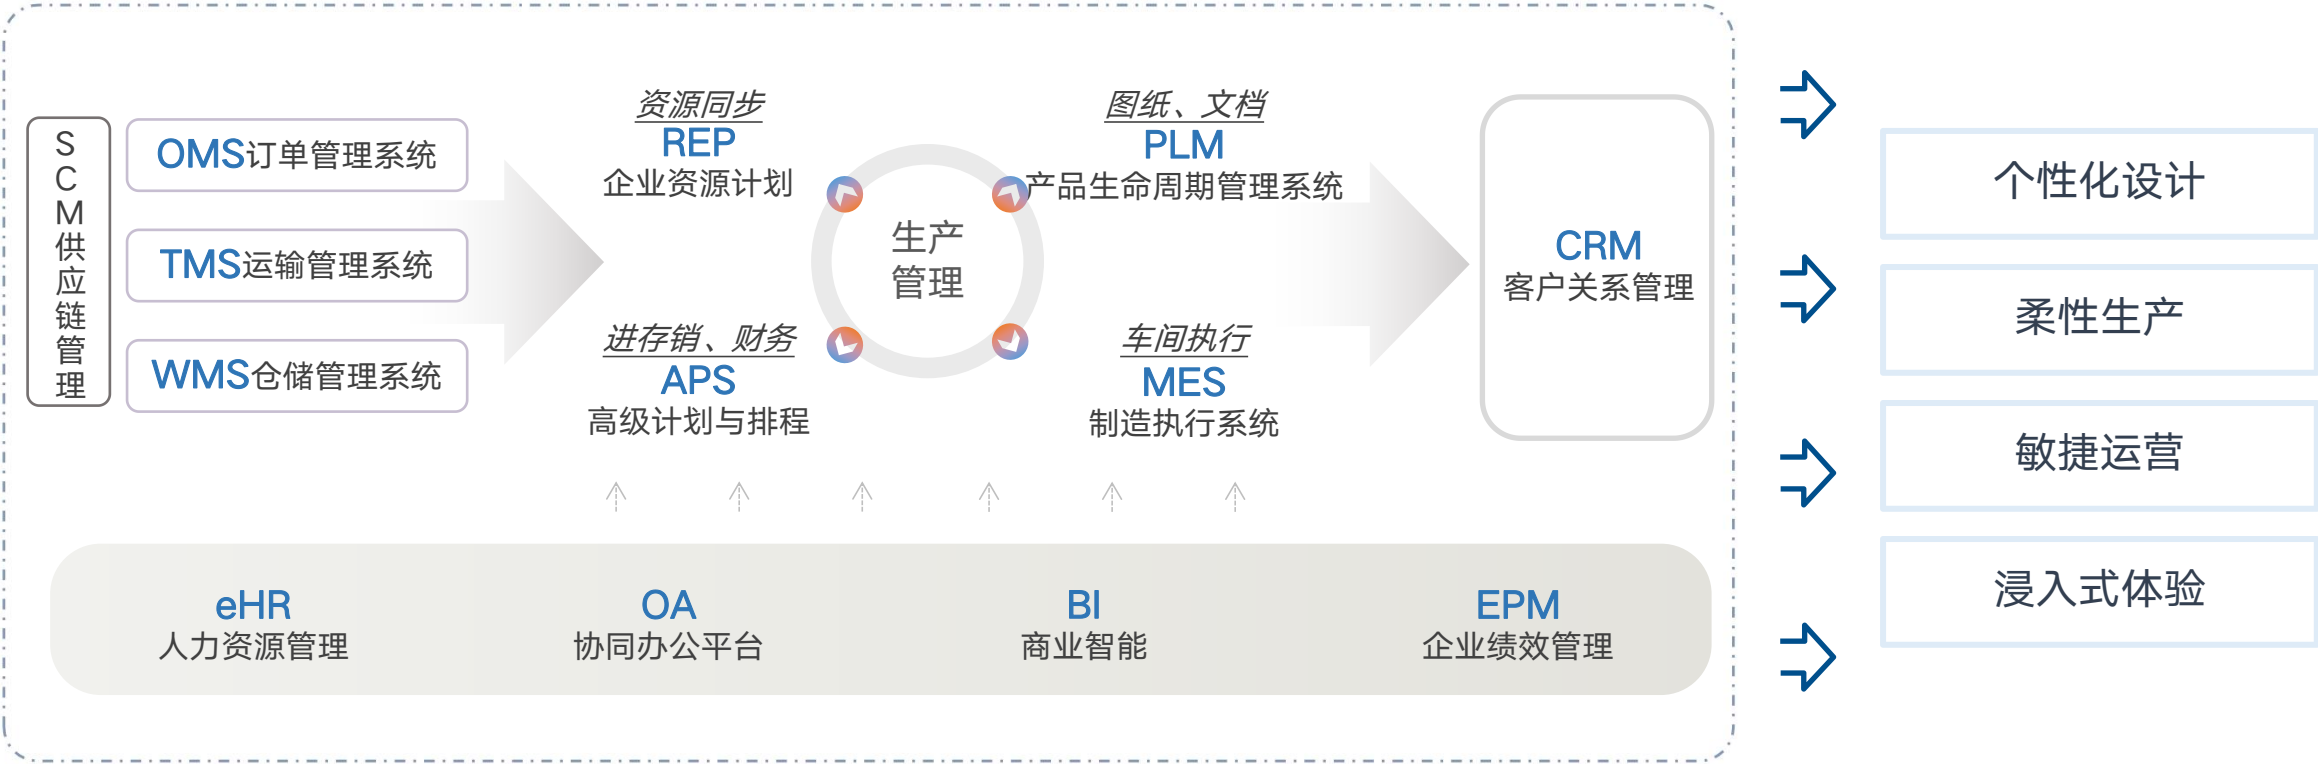 SCM供应链管理
OMS订单管理系统
TMS运输管理系统
WMS仓储管理系统
资源同步
REP
企业资源计划
进存销、财务
APS
高级计划与排程
生产
管理
图纸、文档
PLM
产品生命周期管理系统
车间执行
MES
制造执行系统
CRM
客户关系管理
eHR
人力资源管理
OA
协同办公平台
BI
商业智能
EPM
企业绩效管理
个性化设计
柔性生产
敏捷运营
浸入式体验